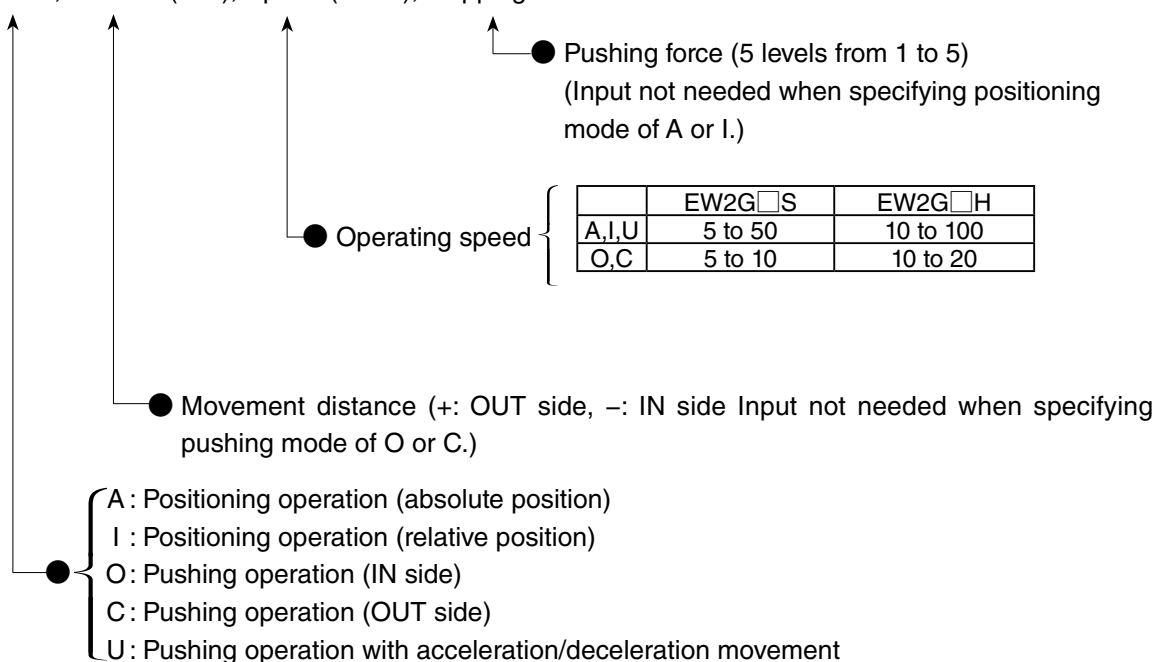 Pushing force (5 levels from 1 to 5)
(Input not needed when specifying positioning
mode of A or I.)
Operating speed
EW2G□S EW2G□H
A,I,U 5 to 50 10 to 100
O,C 5 to 10 10 to 20
Movement distance (+: OUT side, −: IN side Input not needed when specifying
pushing mode of O or C.)
A : Positioning operation (absolute position)
I : Positioning operation (relative position)
O : Pushing operation (IN side)
C : Pushing operation (OUT side)
U : Pushing operation with acceleration/deceleration movement